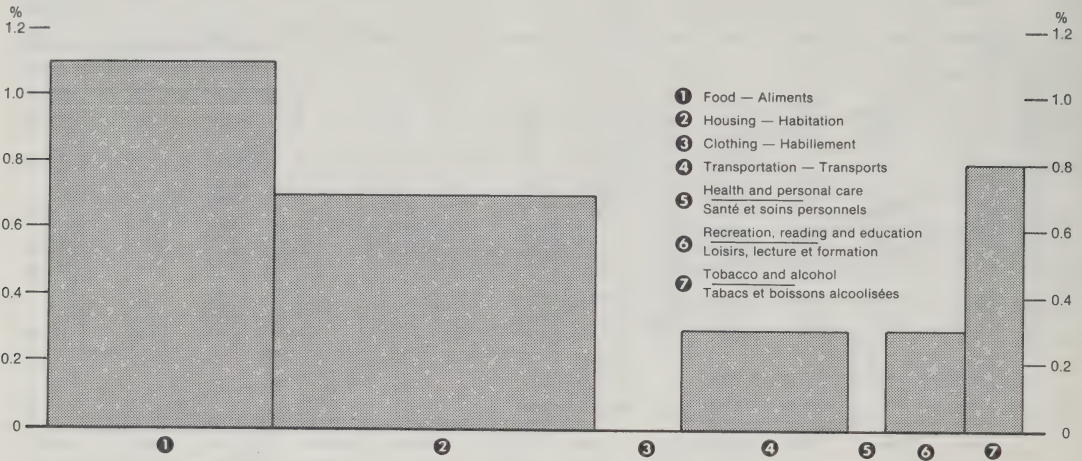 %
1.2
1.0
0.8
0.6
0.4
0.2
0
❶ ❷ ❸ ❹ ❺ ❻ ❼
❶ Food — Aliments
❷ Housing — Habitation
❸ Clothing — Habillement
❹ Transportation — Transports
❺ Health and personal care
Santé et soins personnels
❻ Recreation, reading and education
Loisirs, lecture et formation
❼ Tobacco and alcohol
Tabacs et boissons alcoolisées
%
1.2
1.0
0.8
0.6
0.4
0.2
0